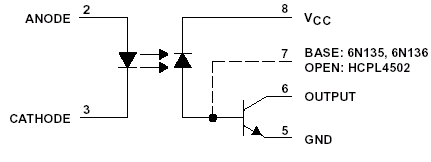 ANODE 2
8 VCC
7 BASE: 6N135, 6N136
OPEN: HCPL4502
6 OUTPUT
CATHODE 3
5 GND